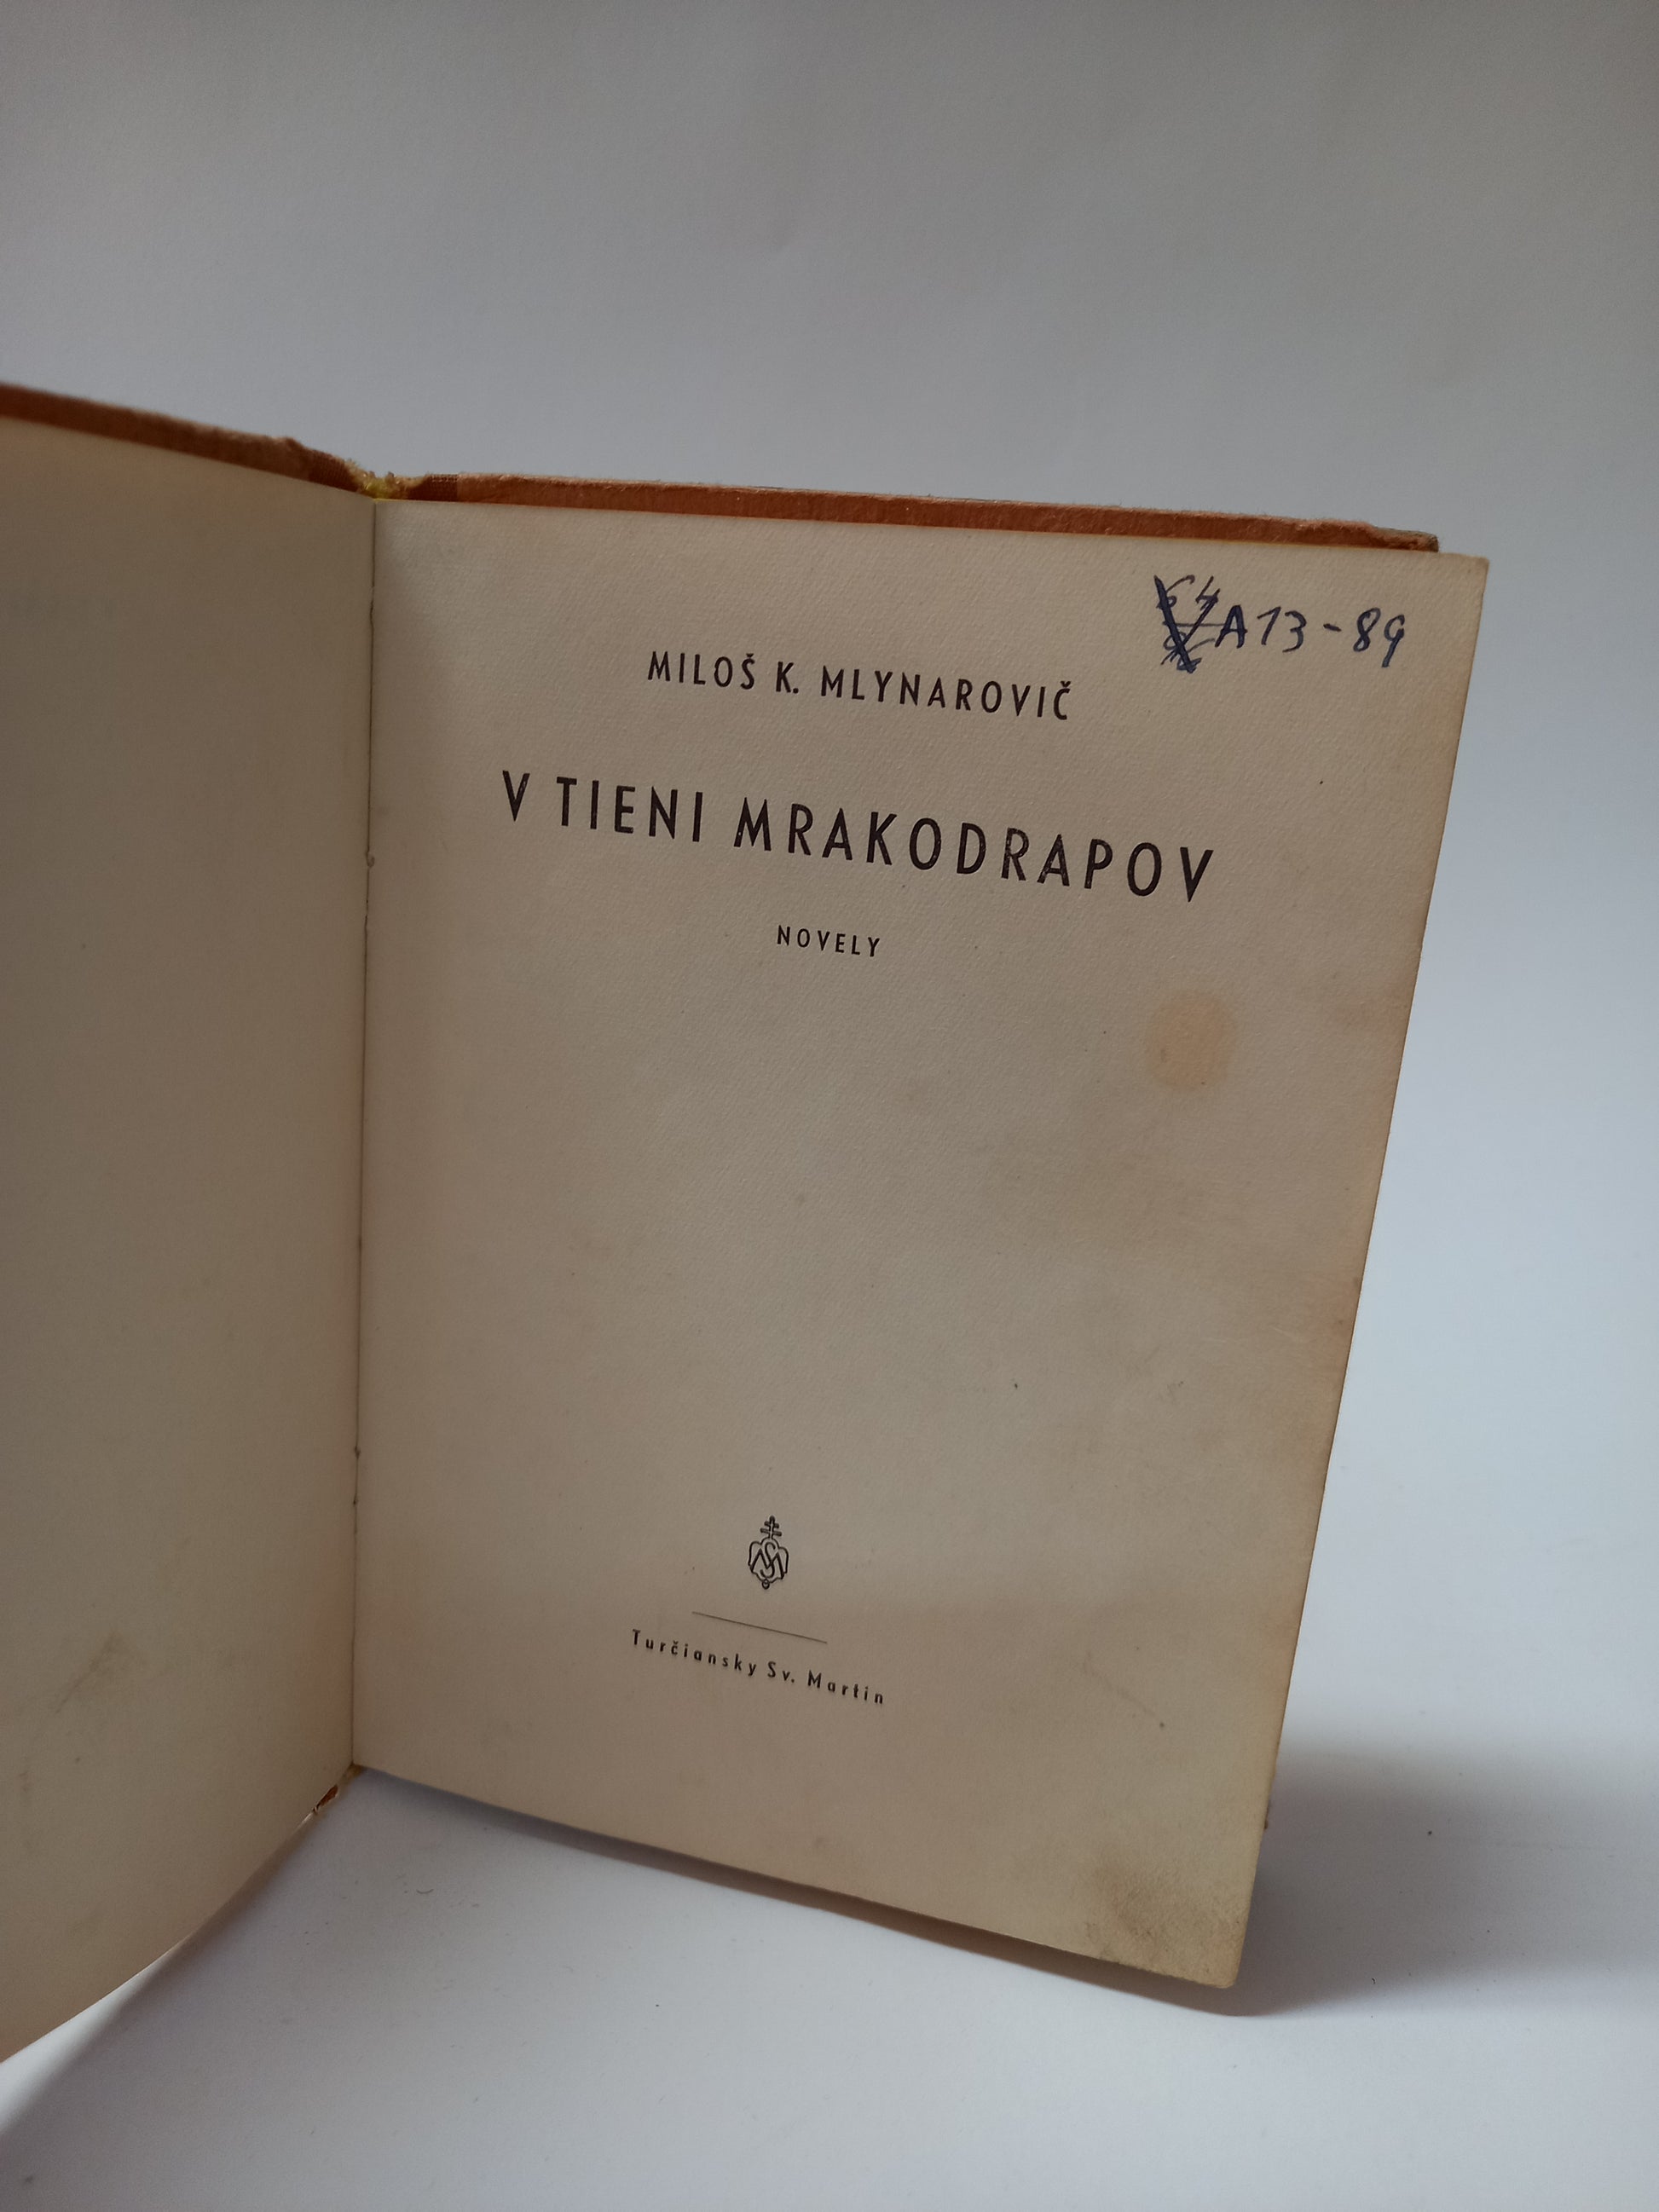 A13-89
MILOŠ K. MLYNAROVIČ
V TIENI MRAKODRAPOV
NOVELY
Turčiansky Sv. Martin